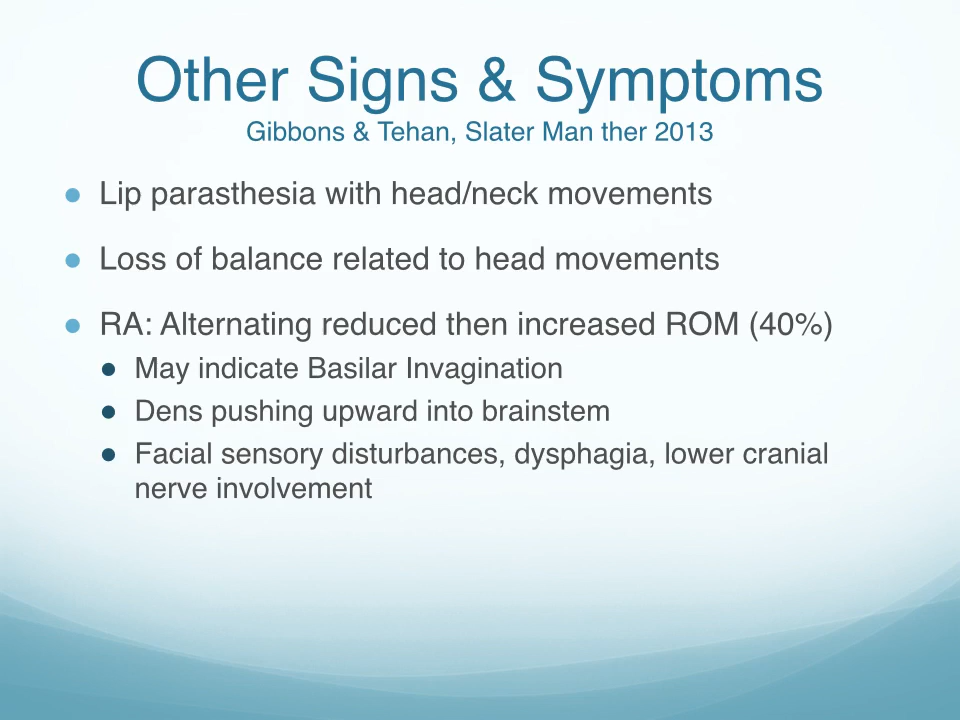 Other Signs & Symptoms
Gibbons & Tehan, Slater Man ther 2013
● Lip parasthesia with head/neck movements
● Loss of balance related to head movements
● RA: Alternating reduced then increased ROM (40%)
● May indicate Basilar Invagination
● Dens pushing upward into brainstem
● Facial sensory disturbances, dysphagia, lower cranial
nerve involvement